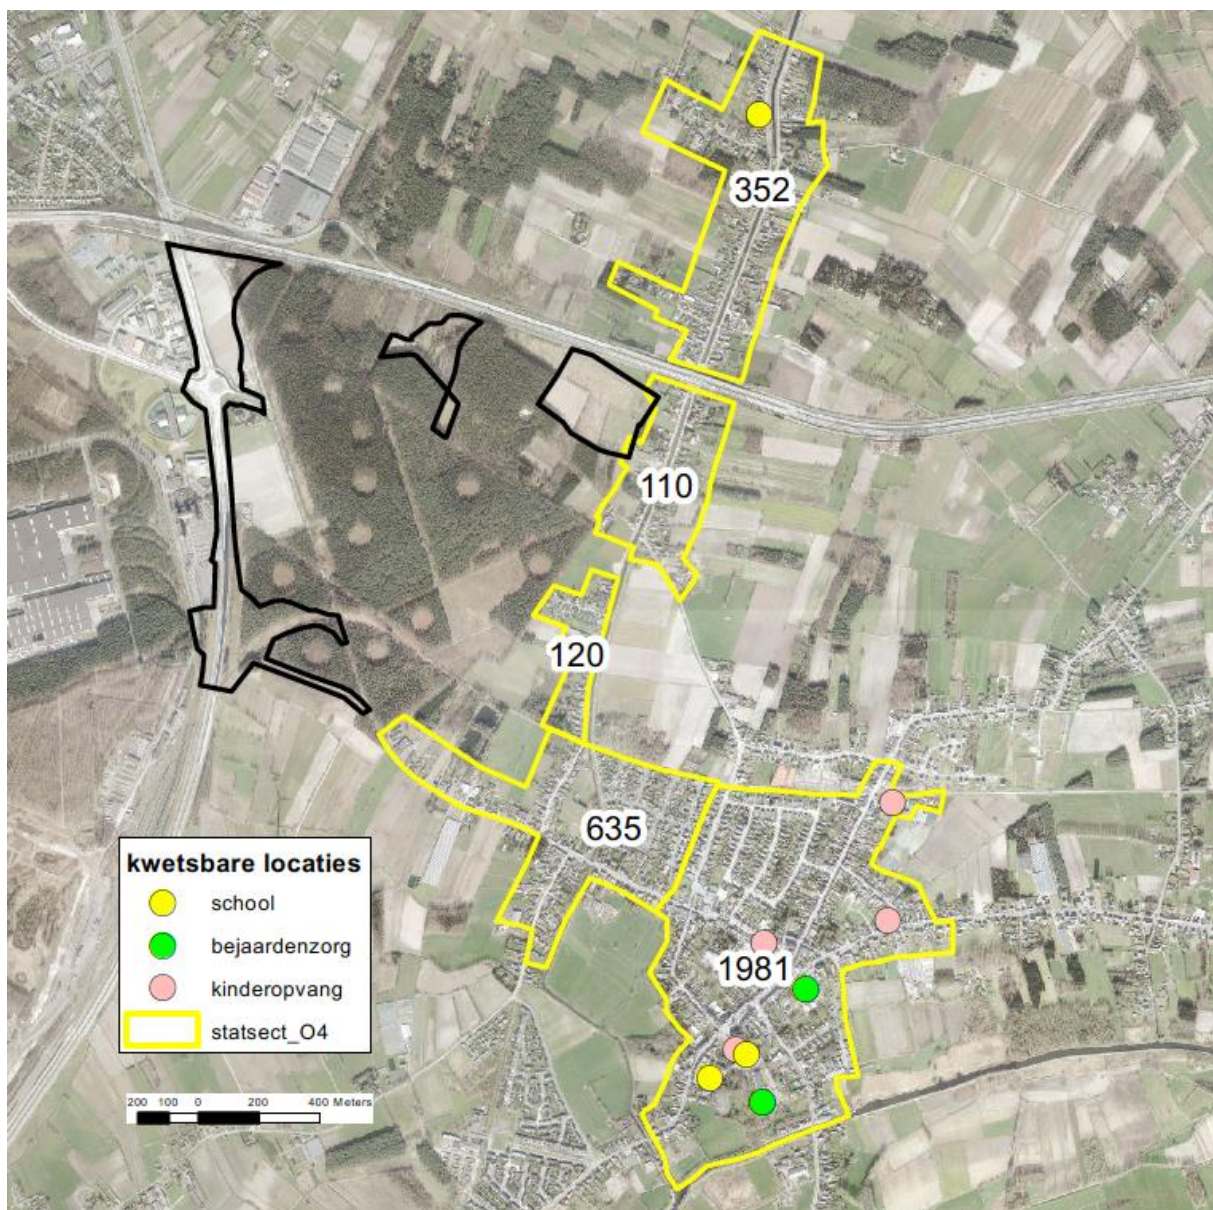 352
110
120
635
1981
kwetsbare locaties
school
bejaardenzorg
kinderopvang
statsect_O4
200 100 0 200 400 Meters